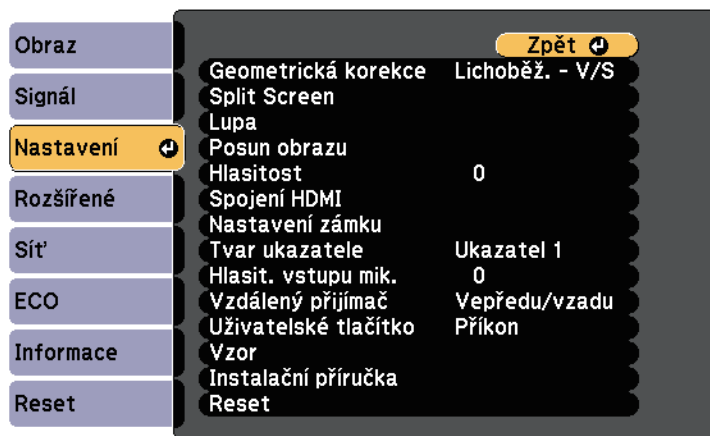 Obraz
Signál
Nastavení
Rozšířené
Síť
ECO
Informace
Reset
Zpět
Geometrická korekce Lichoběž. - V/S
Split Screen
Lupa
Posun obrazu
Hlasitost 0
Spojení HDMI
Nastavení zámku
Tvar ukazatele Ukazatel 1
Hlasit. vstupu mik. 0
Vzdálený přijímač Vepředu/vzadu
Uživatelské tlačítko Příkon
Vzor
Instalační příručka
Reset